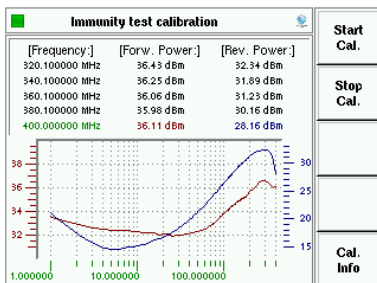 Immunity test calibration
[Frequency:] [Forw. Power:] [Rev. Power:]
320.100000 MHz 36.43 dBm 32.34 dBm
340.100000 MHz 36.25 dBm 31.89 dBm
360.100000 MHz 36.06 dBm 31.23 dBm
380.100000 MHz 35.98 dBm 30.16 dBm
400.000000 MHz 36.11 dBm 28.16 dBm
38
36
34
32
30
25
20
15
1.000000 10.000000 100.000000
Start
Cal.
Stop
Cal.
Cal.
Info